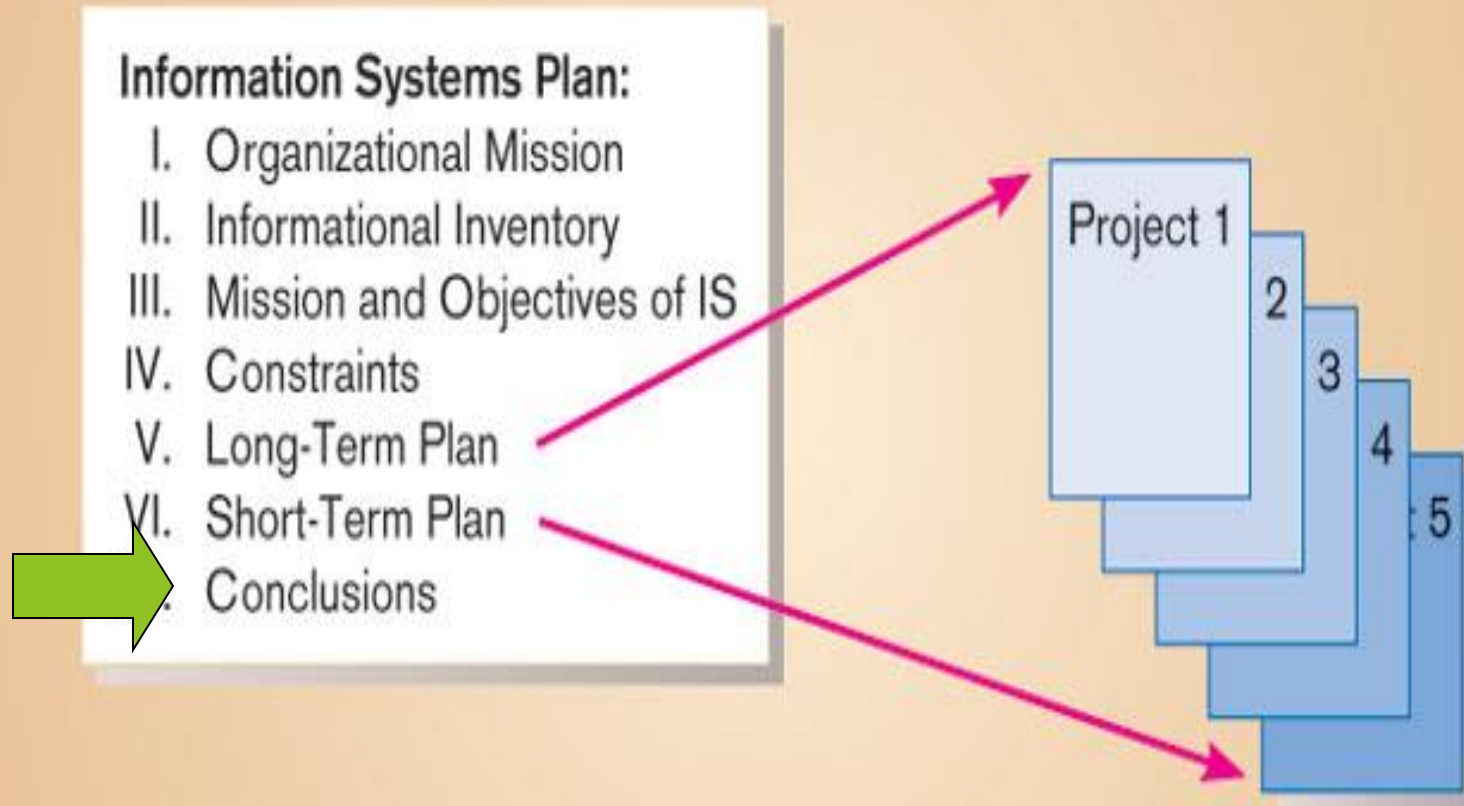 Information Systems Plan:
I. Organizational Mission
II. Informational Inventory
III. Mission and Objectives of IS
IV. Constraints
V. Long-Term Plan
VI. Short-Term Plan
. Conclusions
Project 1
2
3
4
5